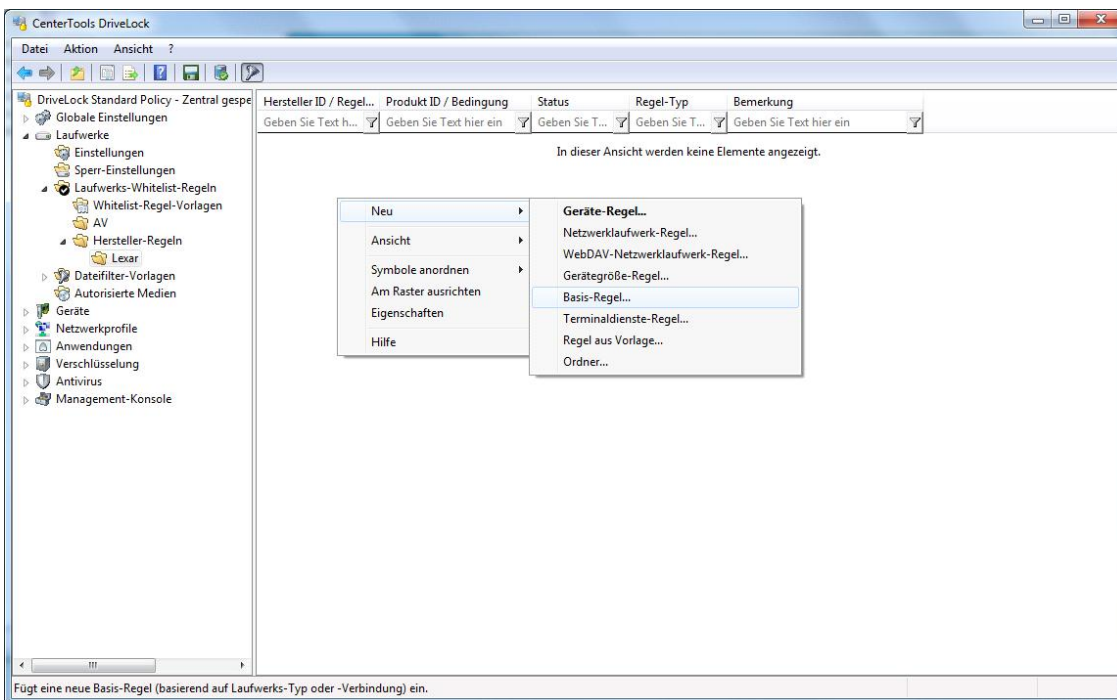 CenterTools DriveLock
Datei Aktion Ansicht ?
DriveLock Standard Policy - Zentral gespe
Globale Einstellungen
Laufwerke
Einstellungen
Sperr-Einstellungen
Laufwerks-Whitelist-Regeln
Whitelist-Regel-Vorlagen
AV
Hersteller-Regeln
Lexar
Dateifilter-Vorlagen
Autorisierte Medien
Geräte
Netzwerkprofile
Anwendungen
Verschlüsselung
Antivirus
Management-Konsole
Hersteller ID / Regel... Produkt ID / Bedingung Status Regel-Typ Bemerkung
Geben Sie Text h... Geben Sie Text hier ein Geben Sie T... Geben Sie T... Geben Sie Text hier ein
In dieser Ansicht werden keine Elemente angezeigt.
Neu
Ansicht
Symbole anordnen
Am Raster ausrichten
Eigenschaften
Hilfe
Geräte-Regel...
Netzwerklaufwerk-Regel...
WebDAV-Netzwerklaufwerk-Regel...
Gerätegröße-Regel...
Basis-Regel...
Terminaldienste-Regel...
Regel aus Vorlage...
Ordner...
Fügt eine neue Basis-Regel (basierend auf Laufwerks-Typ oder -Verbindung) ein.